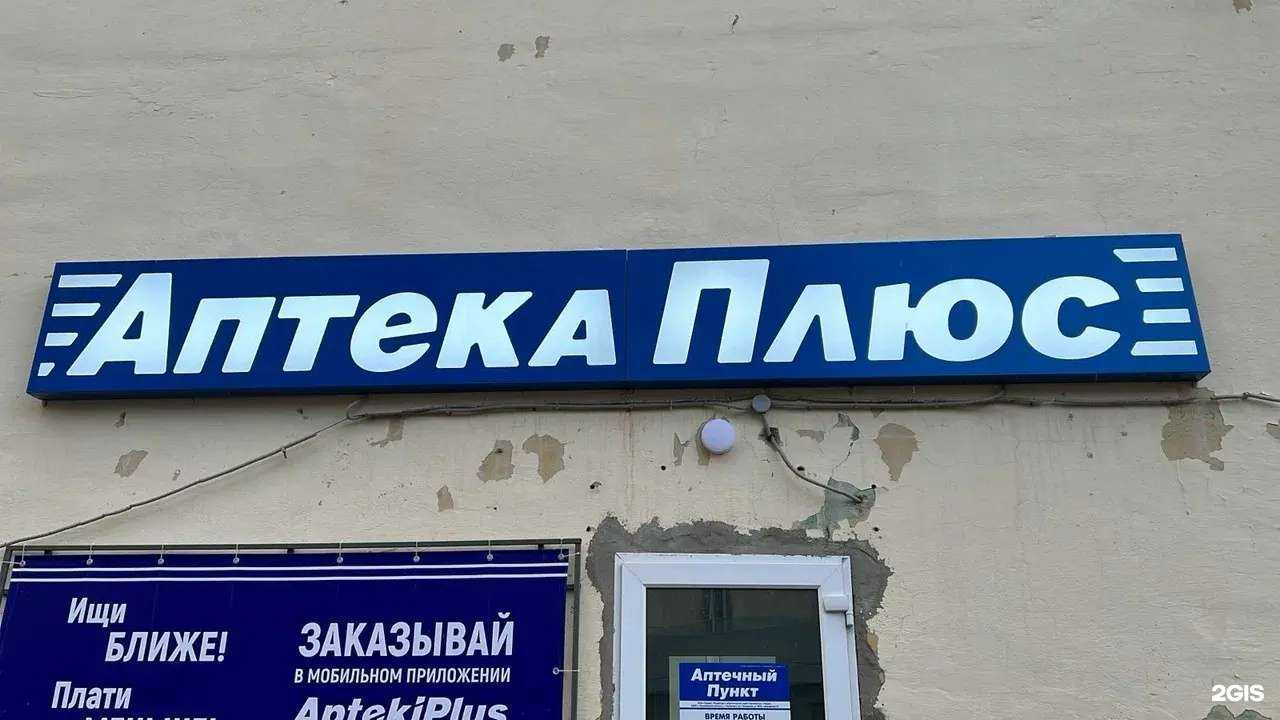 Аптека Плюс
Ищи
БЛИЖЕ!
Плати
ЗАКАЗЫВАЙ
В МОБИЛЬНОМ ПРИЛОЖЕНИИ
AptekiPlus
Аптечный
Пункт
ВРЕМЯ РАБОТЫ
2GIS